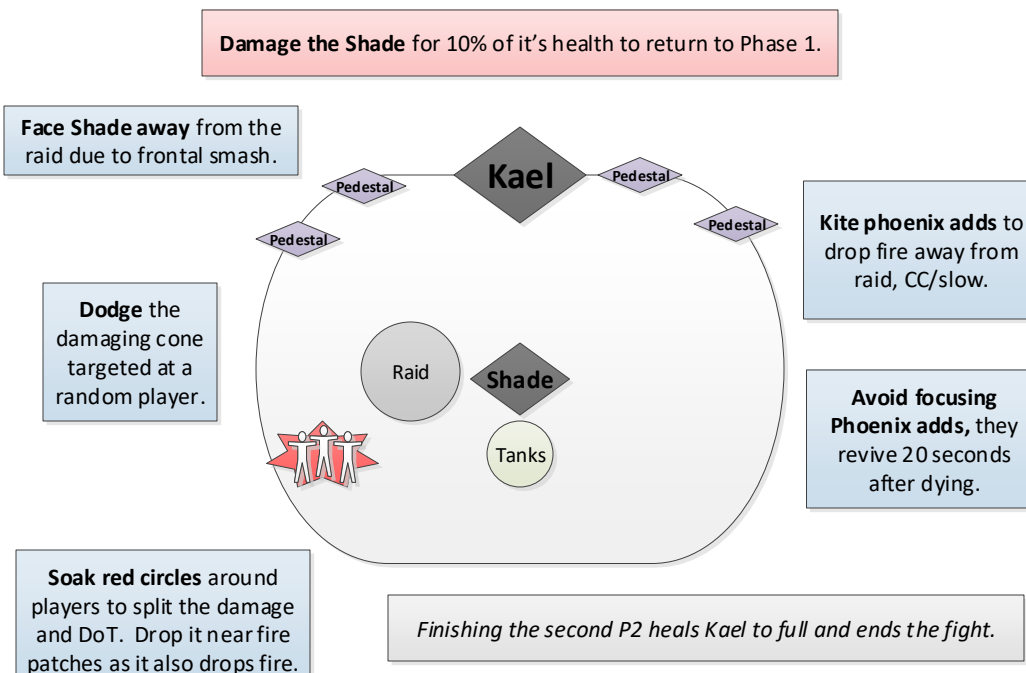 Damage the Shade for 10% of it's health to return to Phase 1.
Face Shade away from the
raid due to frontal smash.
Kael
Pedestal
Pedestal
Pedestal
Pedestal
Kite phoenix adds to
drop fire away from
raid, CC/slow.
Dodge the
damaging cone
targeted at a
random player.
Raid
Shade
Tanks
Avoid focusing
Phoenix adds, they
revive 20 seconds
after dying.
Soak red circles around
players to split the damage
and DoT. Drop it near fire
patches as it also drops fire.
Finishing the second P2 heals Kael to full and ends the fight.